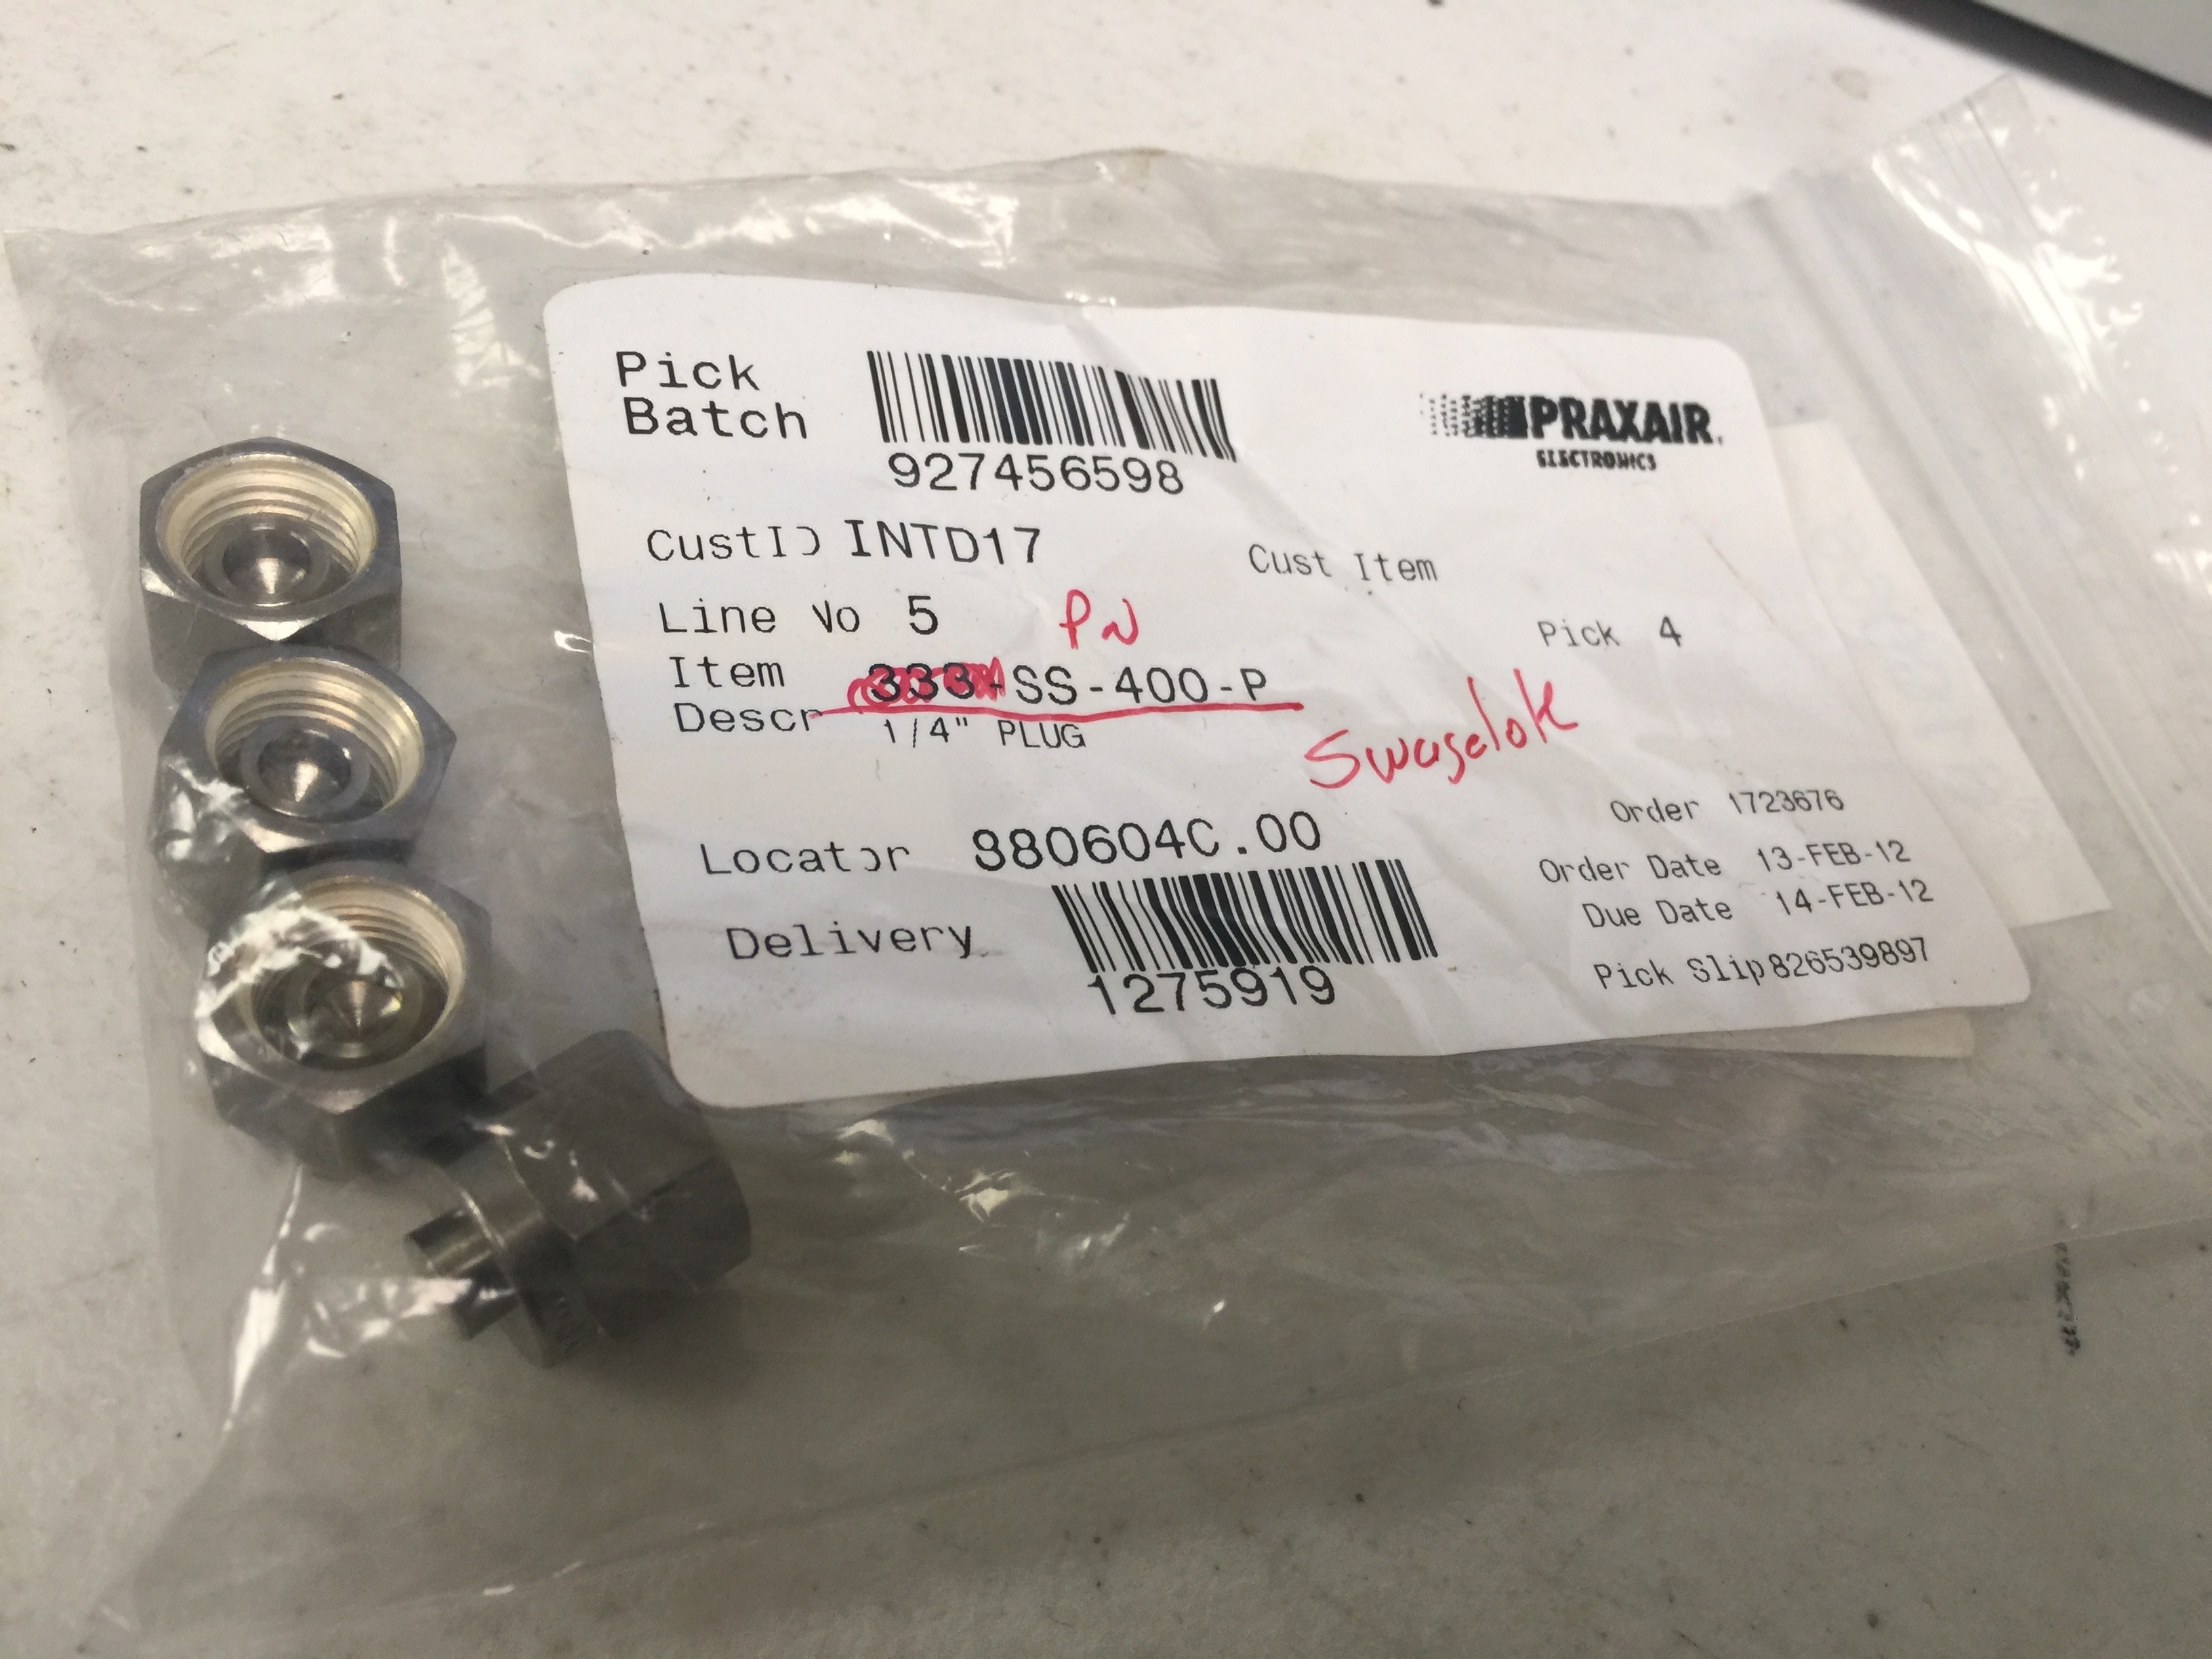 Pick
Batch
927456598
PRAXAIR
ELECTRONICS
CustID INTD17
Cust Item
Line No 5
PN
Pick 4
Item 333-SS-400-P
Descr 1/4" PLUG
Swagelok
Order 1723676
Locator 980604C.00
Order Date 13-FEB-12
Due Date 14-FEB-12
Delivery
1275919
Pick Slip 826539897